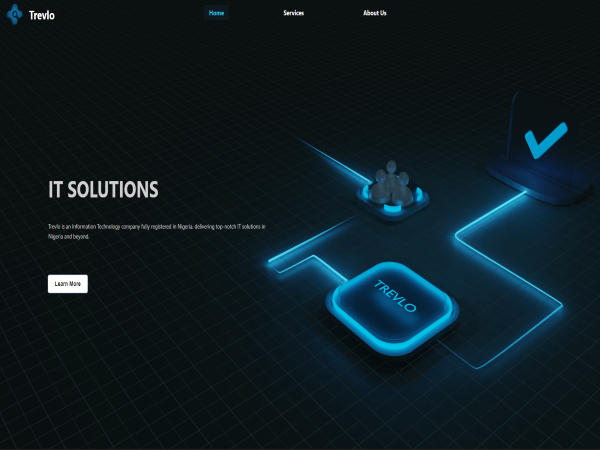 Trevlo
Home
Services
About Us
IT SOLUTIONS
Trevlo is an Information Technology company fully registered in Nigeria, delivering top-notch IT solutions in
Nigeria and beyond.
Learn More
TREVLO